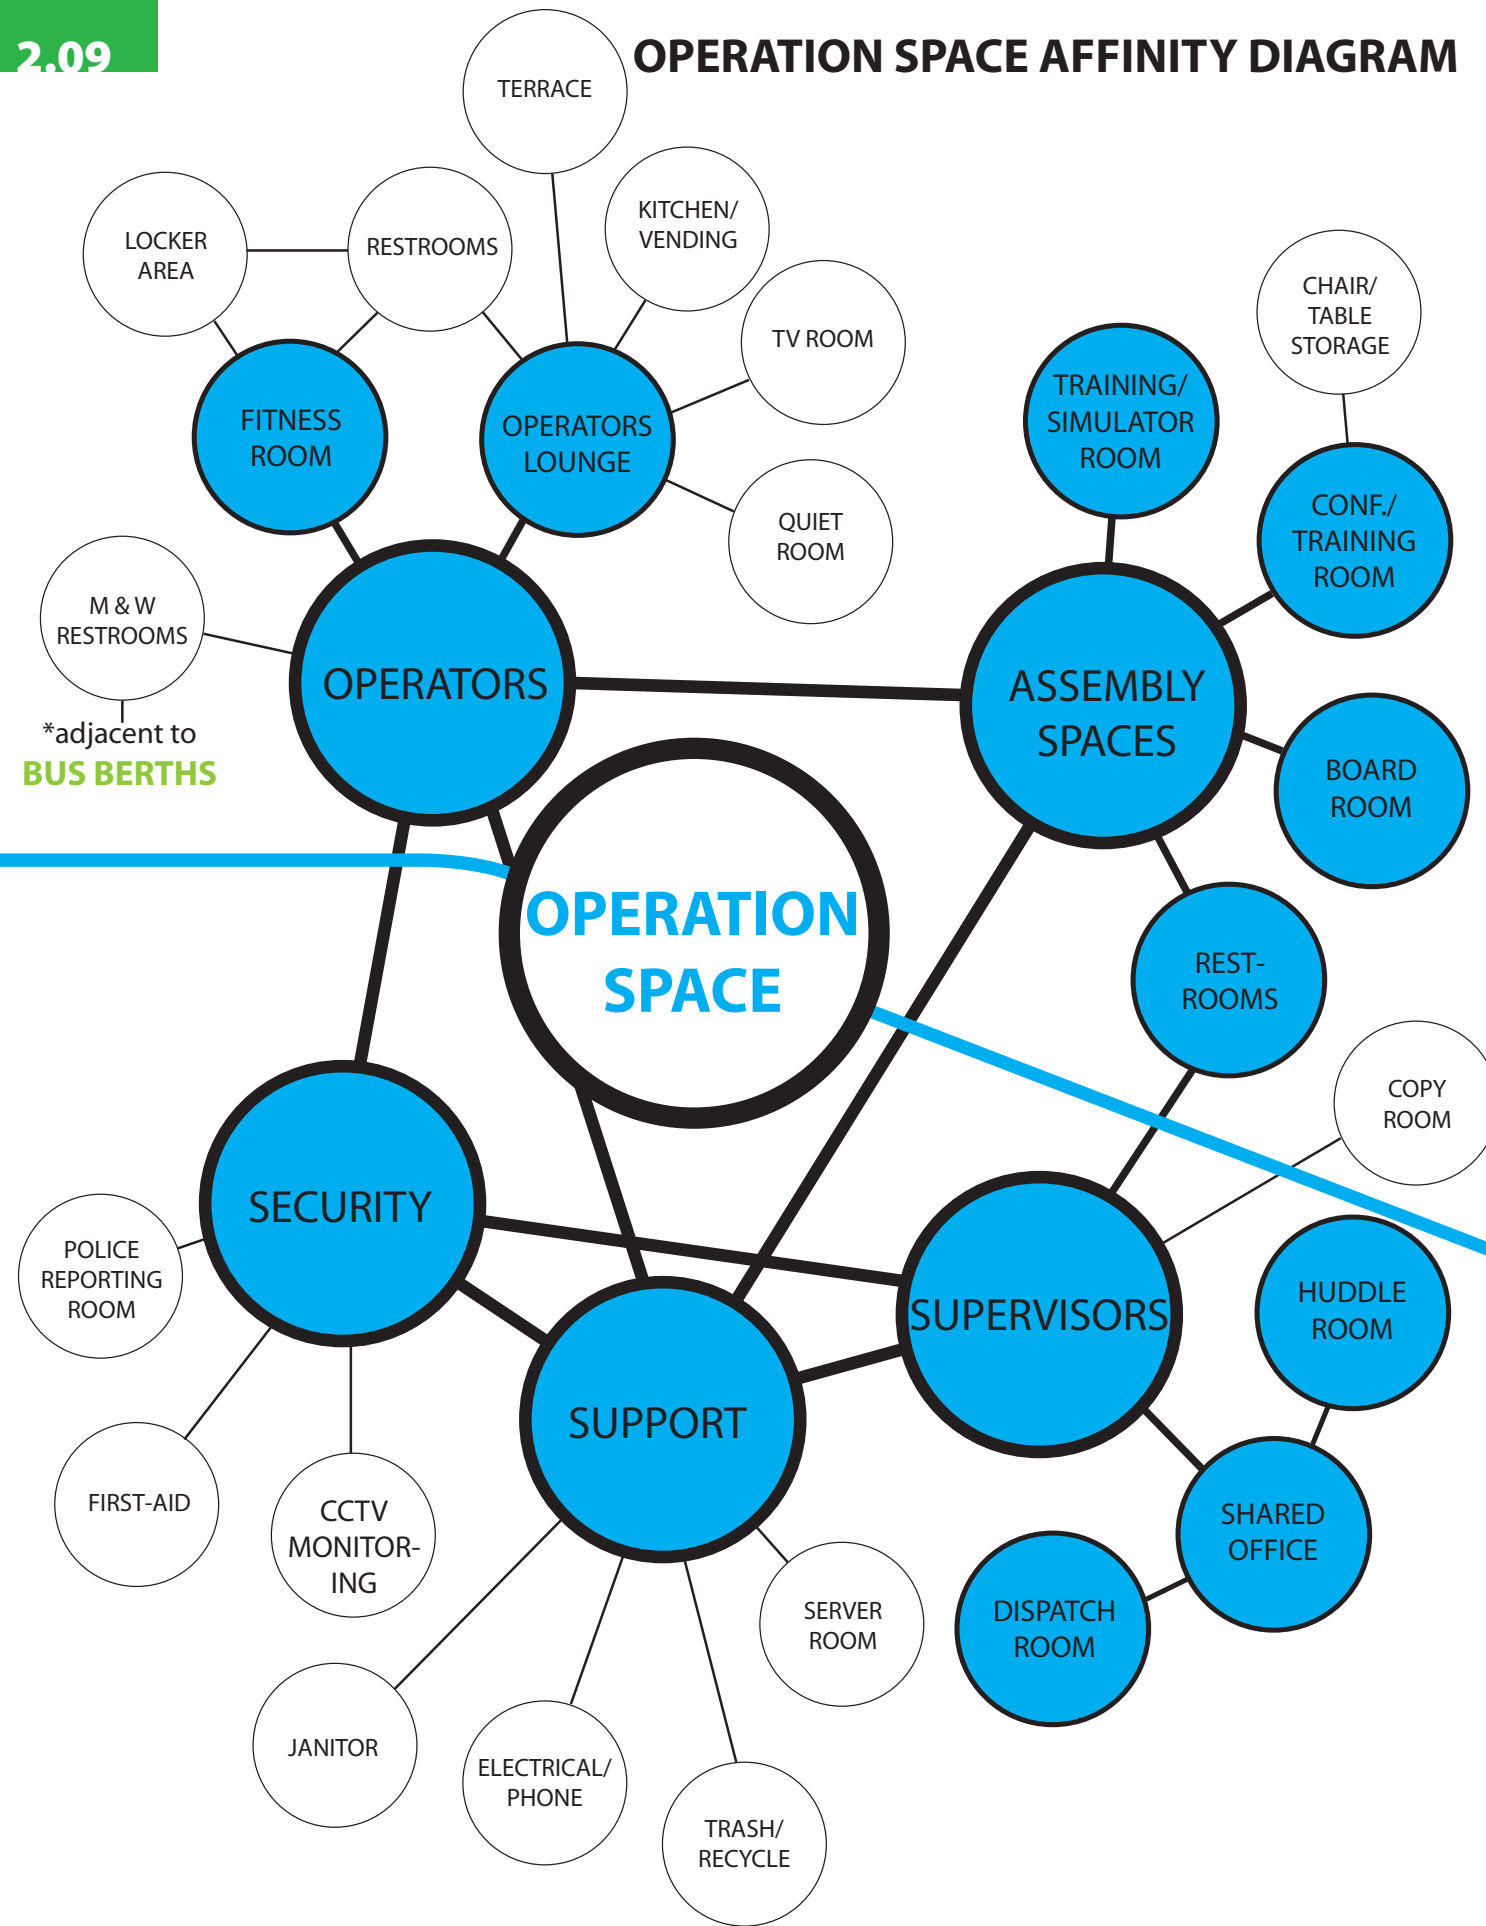 2.09
OPERATION SPACE AFFINITY DIAGRAM
TERRACE
KITCHEN/
VENDING
LOCKER
AREA
RESTROOMS
TV ROOM
CHAIR/
TABLE
STORAGE
FITNESS
ROOM
OPERATORS
LOUNGE
TRAINING/
SIMULATOR
ROOM
QUIET
ROOM
CONF./
TRAINING
ROOM
M & W
RESTROOMS
*adjacent to
BUS BERTHS
OPERATORS
ASSEMBLY
SPACES
BOARD
ROOM
OPERATION
SPACE
REST-
ROOMS
COPY
ROOM
SECURITY
POLICE
REPORTING
ROOM
SUPERVISORS
HUDDLE
ROOM
SUPPORT
FIRST-AID
CCTV
MONITOR-
ING
SHARED
OFFICE
DISPATCH
ROOM
SERVER
ROOM
JANITOR
ELECTRICAL/
PHONE
TRASH/
RECYCLE